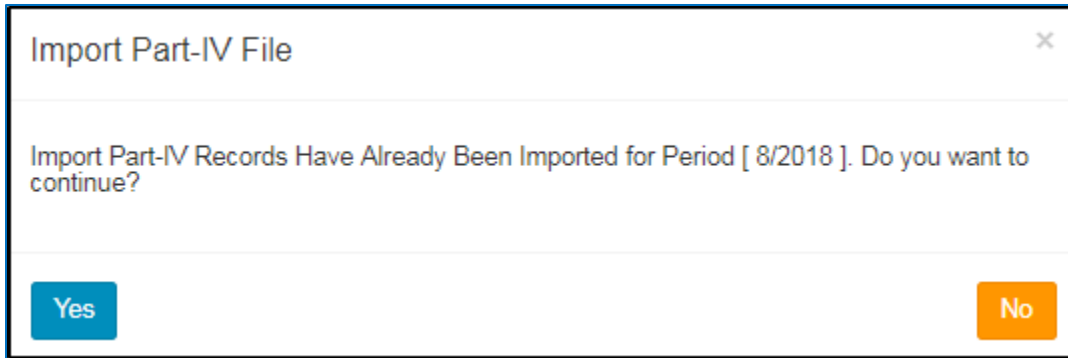 Import Part-IV File
×
Import Part-IV Records Have Already Been Imported for Period [ 8/2018 ]. Do you want to
continue?
Yes
No